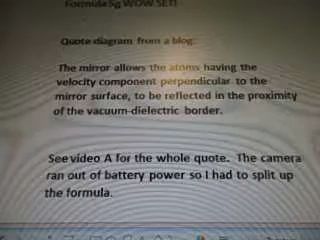 Formula 5g WOW SETI
Quote diagram from a blog:
The mirror allows the atoms having the
velocity component perpendicular to the
mirror surface, to be reflected in the proximity
of the vacuum-dielectric border.
See video A for the whole quote. The camera
ran out of battery power so I had to split up
the formula.